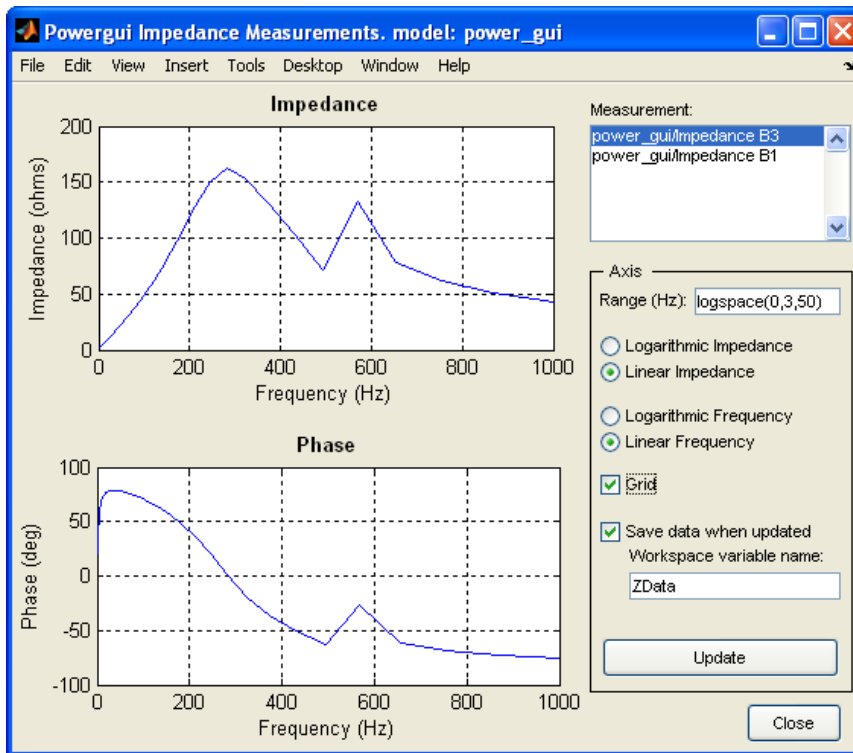 Powergui Impedance Measurements. model: power_gui
File Edit View Insert Tools Desktop Window Help
Impedance
200
150
100
50
0
Impedance (ohms)
0 200 400 600 800 1000
Frequency (Hz)
Phase
100
50
0
-50
-100
Phase (deg)
0 200 400 600 800 1000
Frequency (Hz)
Measurement:
power_gui/Impedance B3
power_gui/Impedance B1
Axis
Range (Hz): logspace(0,3,50)
Logarithmic Impedance
Linear Impedance
Logarithmic Frequency
Linear Frequency
Grid
Save data when updated
Workspace variable name:
ZData
Update
Close